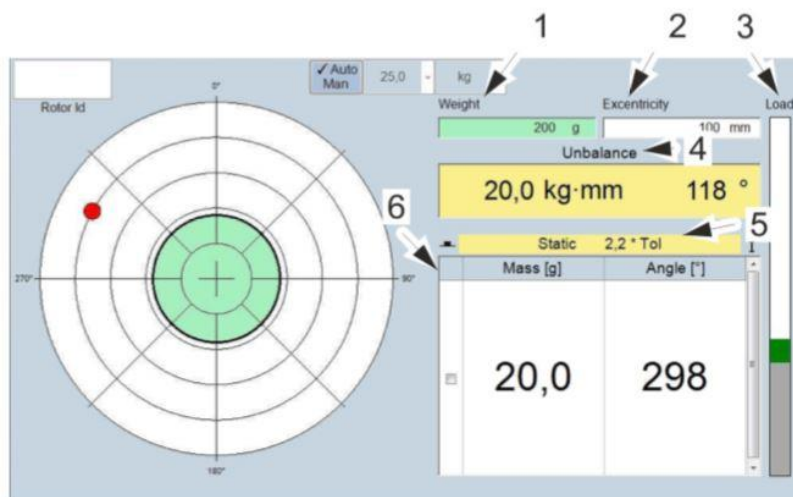 1 2 3
✓ Auto
Man
25,0 kg
Rotor Id
Weight Excentricity Load
0°
200 g 100 mm
Unbalance 4
20,0 kg·mm 118 °
6
5
Static 2,2 * Tol
Mass [g] Angle [°]
270° 90°
20,0 298
180°